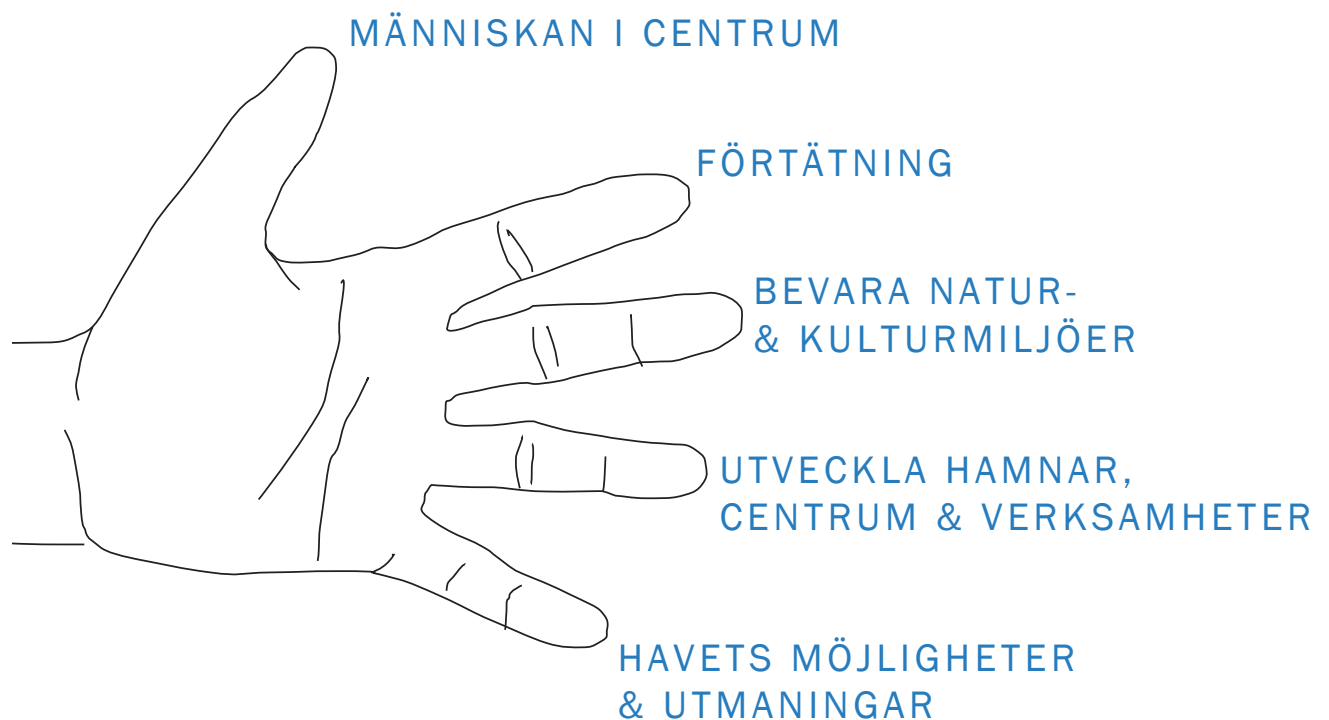 MÄNNISKAN I CENTRUM
FÖRTÄTNING
BEVARA NATUR-
& KULTURMILJÖER
UTVECKLA HAMNAR,
CENTRUM & VERKSAMHETER
HAVETS MÖJLIGHETER
& UTMANINGAR